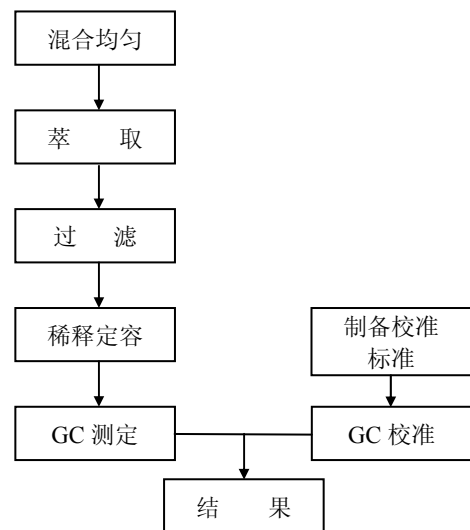 混合均匀
萃 取
过 滤
稀释定容
制备校准
标准
GC 测定
GC 校准
结 果